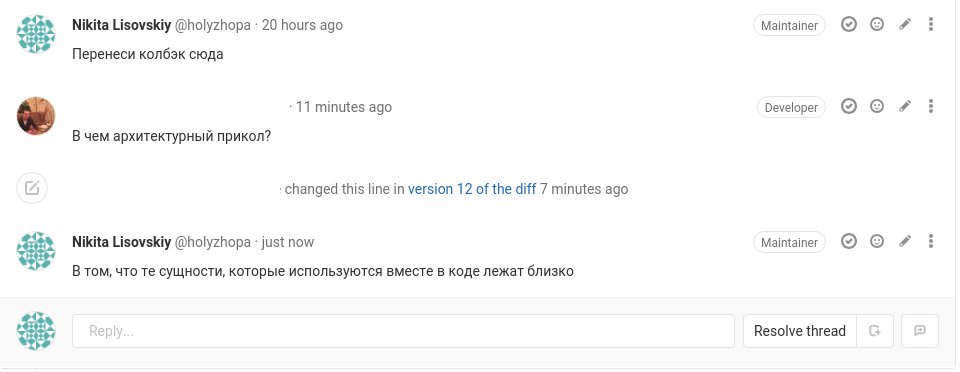 Nikita Lisovskiy @holyzhopa · 20 hours ago Maintainer
Перенеси колбэк сюда
· 11 minutes ago Developer
В чем архитектурный прикол?
changed this line in version 12 of the diff 7 minutes ago
Nikita Lisovskiy @holyzhopa · just now Maintainer
В том, что те сущности, которые используются вместе в коде лежат близко
Reply... Resolve thread